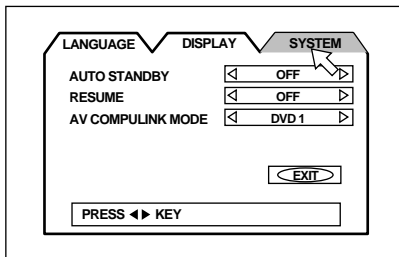 LANGUAGE DISPLAY SYSTEM
AUTO STANDBY OFF
RESUME OFF
AV COMPULINK MODE DVD 1
EXIT
PRESS ◀▶ KEY